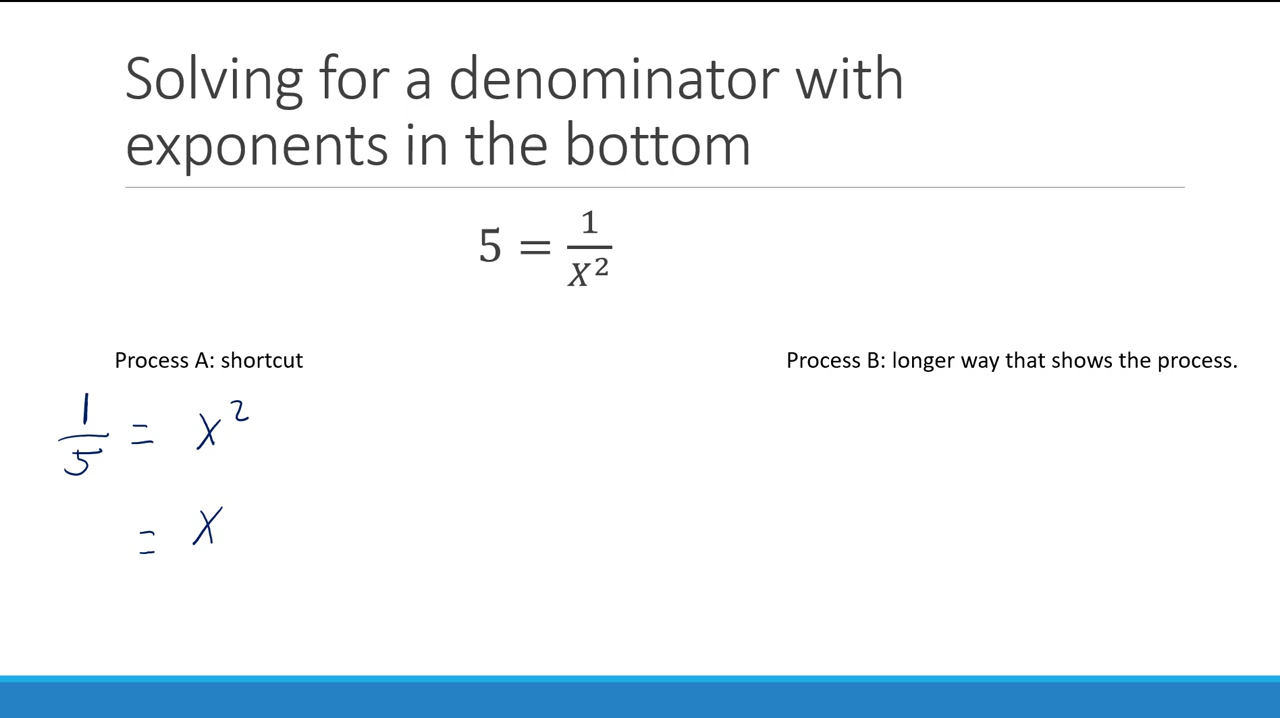 Solving for a denominator with
exponents in the bottom
5 = 1/X²
Process A: shortcut
Process B: longer way that shows the process.
1/5 = X²
= X